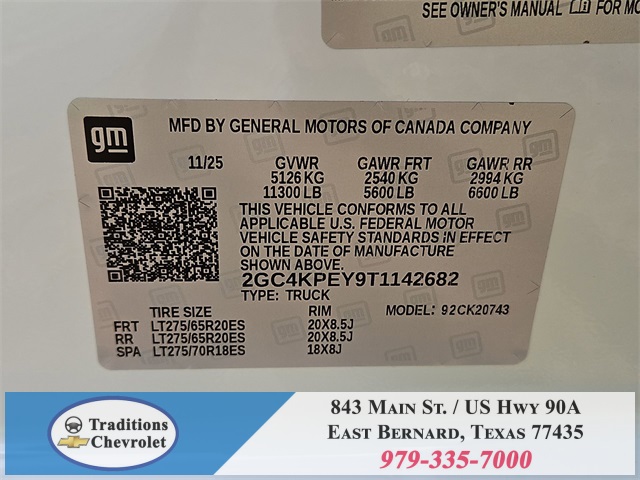 SEE OWNER'S MANUAL FOR MO
gm
MFD BY GENERAL MOTORS OF CANADA COMPANY
11/25 GVWR GAWR FRT GAWR RR
5126 KG 2540 KG 2994 KG
11300 LB 5600 LB 6600 LB
THIS VEHICLE CONFORMS TO ALL
APPLICABLE U.S. FEDERAL MOTOR
VEHICLE SAFETY STANDARDS IN EFFECT
ON THE DATE OF MANUFACTURE
SHOWN ABOVE.
2GC4KPEY9T1142682
TYPE: TRUCK MODEL: 92CK20743
TIRE SIZE RIM
FRT LT275/65R20ES 20X8.5J
RR LT275/65R20ES 20X8.5J
SPA LT275/70R18ES 18X8J
Traditions
Chevrolet
843 Main St. / US Hwy 90A
East Bernard, Texas 77435
979-335-7000